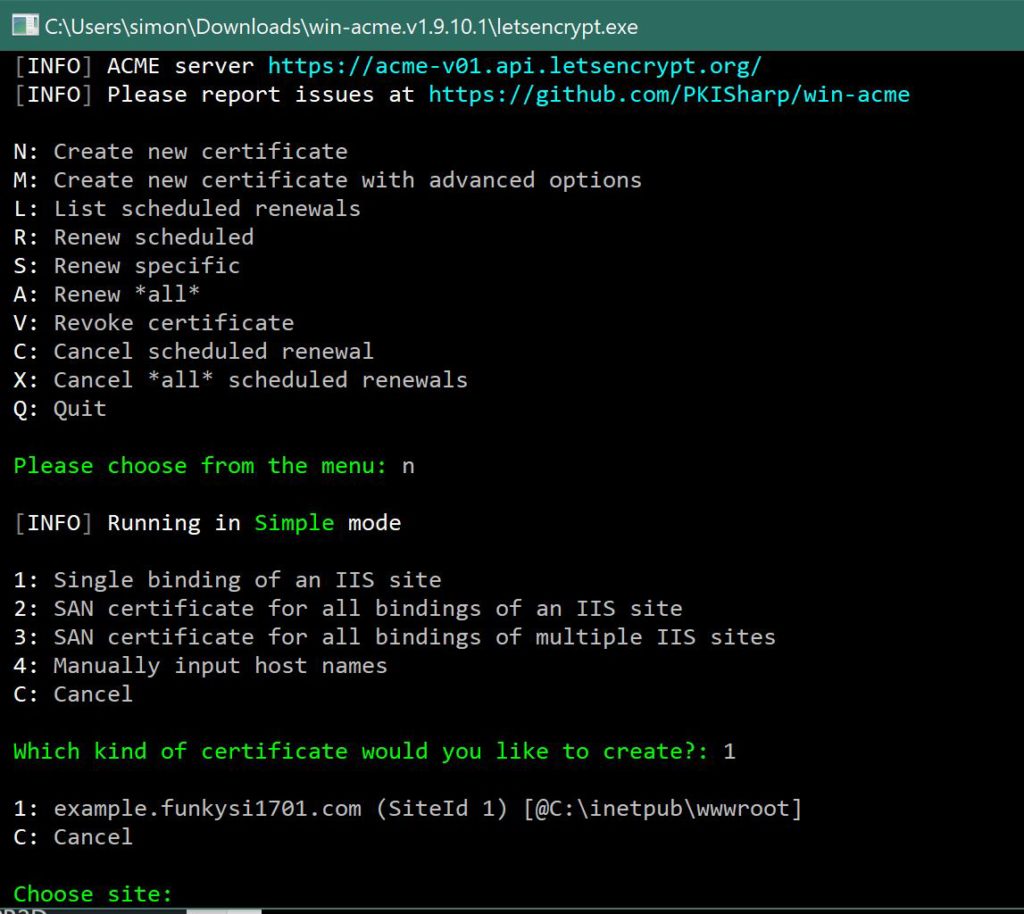 C:\Users\simon\Downloads\win-acme.v1.9.10.1\letsencrypt.exe
[INFO] ACME server https://acme-v01.api.letsencrypt.org/
[INFO] Please report issues at https://github.com/PKISharp/win-acme
N: Create new certificate
M: Create new certificate with advanced options
L: List scheduled renewals
R: Renew scheduled
S: Renew specific
A: Renew *all*
V: Revoke certificate
C: Cancel scheduled renewal
X: Cancel *all* scheduled renewals
Q: Quit
Please choose from the menu: n
[INFO] Running in Simple mode
1: Single binding of an IIS site
2: SAN certificate for all bindings of an IIS site
3: SAN certificate for all bindings of multiple IIS sites
4: Manually input host names
C: Cancel
Which kind of certificate would you like to create?: 1
1: example.funkysi1701.com (SiteId 1) [@C:\inetpub\wwwroot]
C: Cancel
Choose site: